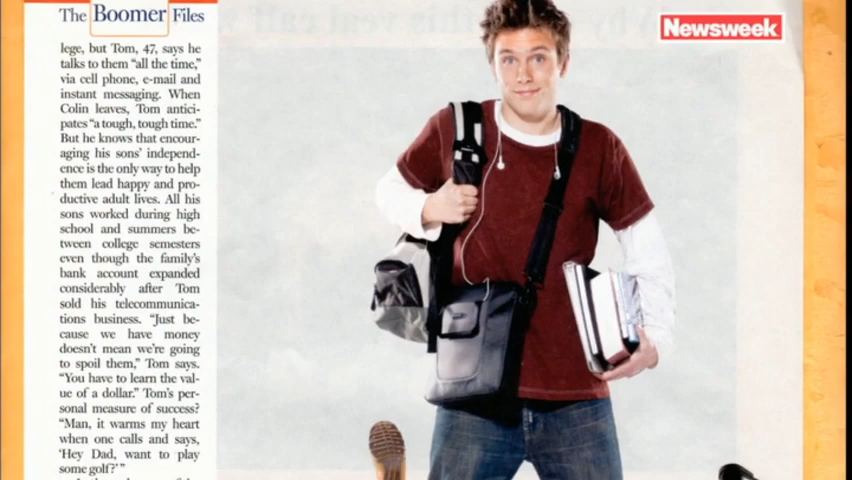 The Boomer Files
Newsweek
lege, but Tom, 47, says he
talks to them “all the time,”
via cell phone, e-mail and
instant messaging. When
Colin leaves, Tom antici-
pates “a tough, tough time.”
But he knows that encour-
aging his sons’ independ-
ence is the only way to help
them lead happy and pro-
ductive adult lives. All his
sons worked during high
school and summers be-
tween college semesters
even though the family’s
bank account expanded
considerably after Tom
sold his telecommunica-
tions business. “Just be-
cause we have money
doesn’t mean we’re going
to spoil them,” Tom says.
“You have to learn the val-
ue of a dollar.” Tom’s per-
sonal measure of success?
“Man, it warms my heart
when one calls and says,
‘Hey Dad, want to play
some golf?’ ”